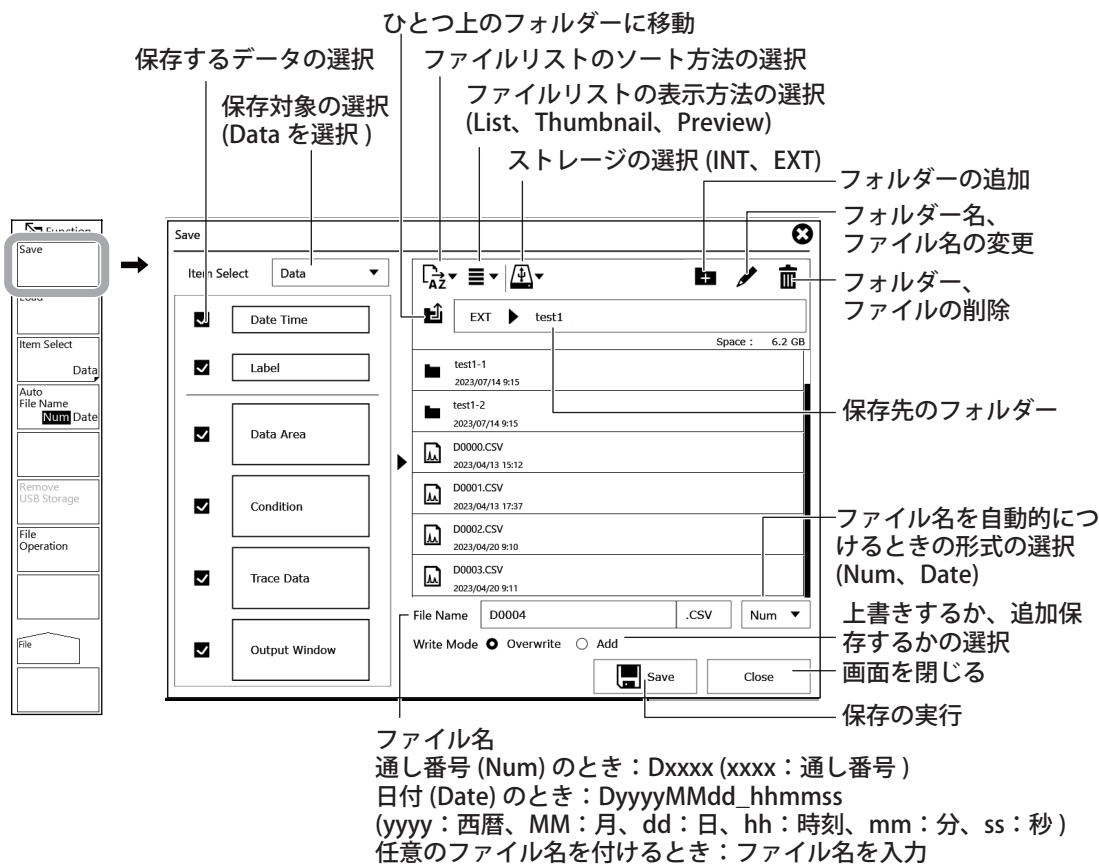 ひとつ上のフォルダーに移動
保存するデータの選択
ファイルリストのソート方法の選択
保存対象の選択
(Data を選択 )
ファイルリストの表示方法の選択
(List、Thumbnail、Preview)
ストレージの選択 (INT、EXT)
フォルダーの追加
フォルダー名、
ファイル名の変更
フォルダー、
ファイルの削除
Function
Save
Load
Item Select
Data
Auto
File Name
Num Date
Remove
USB Storage
File
Operation
File
Save
Item Select
Data
Date Time
Label
Data Area
Condition
Trace Data
Output Window
AZ
EXT ▶ test1
Space : 6.2 GB
test1-1
2023/07/14 9:15
test1-2
2023/07/14 9:15
D0000.CSV
2023/04/13 15:12
D0001.CSV
2023/04/13 17:37
D0002.CSV
2023/04/20 9:10
D0003.CSV
2023/04/20 9:11
File Name D0004 .CSV Num
Write Mode Overwrite Add
Save
Close
保存先のフォルダー
ファイル名を自動的につ
けるときの形式の選択
(Num、Date)
上書きするか、追加保
存するかの選択
画面を閉じる
保存の実行
ファイル名
通し番号 (Num) のとき：Dxxxx (xxxx：通し番号 )
日付 (Date) のとき：DyyyyMMdd_hhmmss
(yyyy：西暦、MM：月、dd：日、hh：時刻、mm：分、ss：秒 )
任意のファイル名を付けるとき：ファイル名を入力